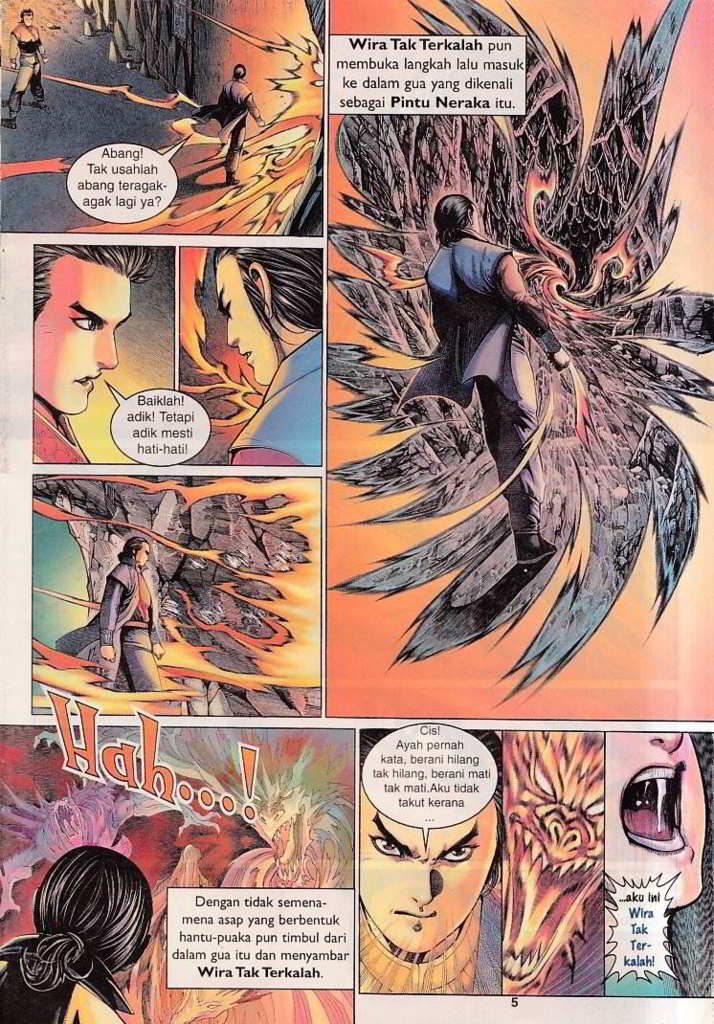 Abang!
Tak usahlah
abang teragak-
agak lagi ya?
Wira Tak Terkalah pun
membuka langkah lalu masuk
ke dalam gua yang dikenali
sebagai Pintu Neraka itu.
Baiklah!
adik! Tetapi
adik mesti
hati-hati!
Hah....!
Dengan tidak semena-
mena asap yang berbentuk
hantu-puaka pun timbul dari
dalam gua itu dan menyambar
Wira Tak Terkalah.
Cis!
Ayah pernah
kata, berani hilang
tak hilang, berani mati
tak mati.Aku tidak
takut kerana
...
...aku ini
Wira
Tak
Ter-
kalah!
5